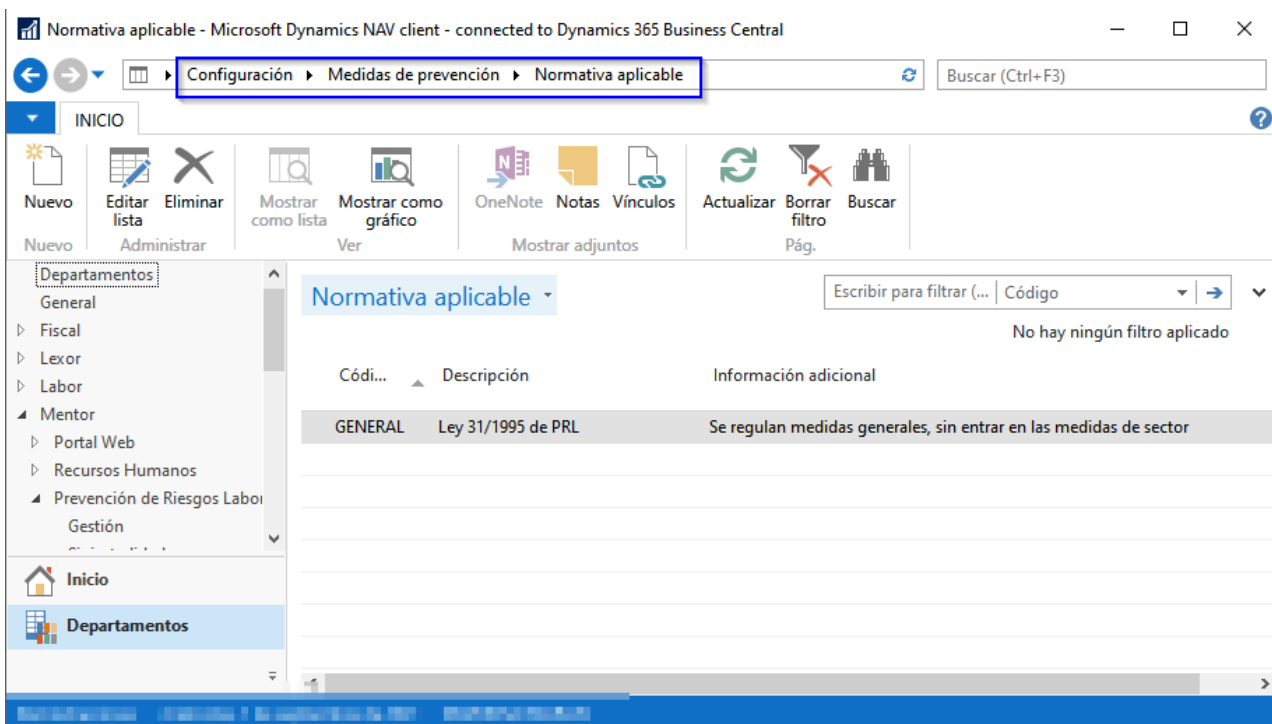 Normativa aplicable - Microsoft Dynamics NAV client - connected to Dynamics 365 Business Central
Configuración Medidas de prevención Normativa aplicable
Buscar (Ctrl+F3)
INICIO
Nuevo
Editar lista
Eliminar
Mostrar como lista
Mostrar como gráfico
OneNote
Notas
Vínculos
Actualizar
Borrar filtro
Buscar
Nuevo
Administrar
Ver
Mostrar adjuntos
Pág.
Departamentos
General
Fiscal
Lexor
Labor
Mentor
Portal Web
Recursos Humanos
Prevención de Riesgos Labor
Gestión
Inicio
Departamentos
Normativa aplicable
Escribir para filtrar (... Código
No hay ningún filtro aplicado
Códi... Descripción Información adicional
GENERAL Ley 31/1995 de PRL Se regulan medidas generales, sin entrar en las medidas de sector